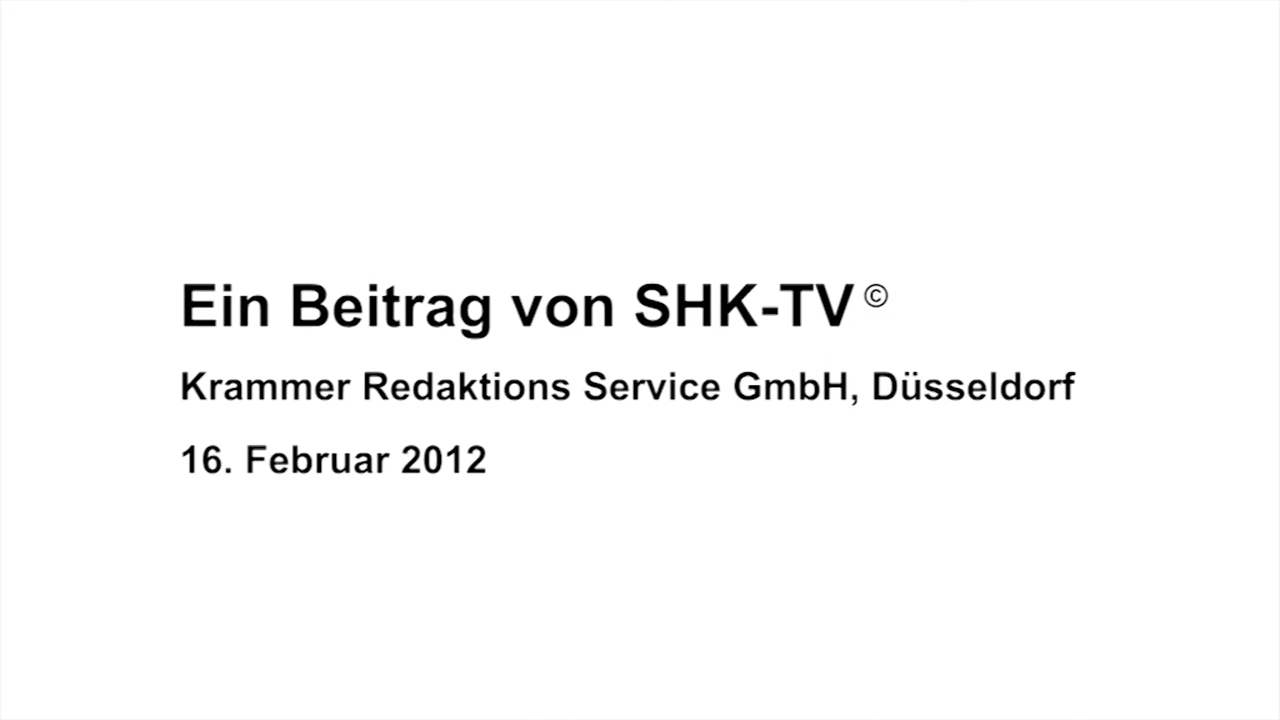 Ein Beitrag von SHK-TV ©
Krammer Redaktions Service GmbH, Düsseldorf
16. Februar 2012